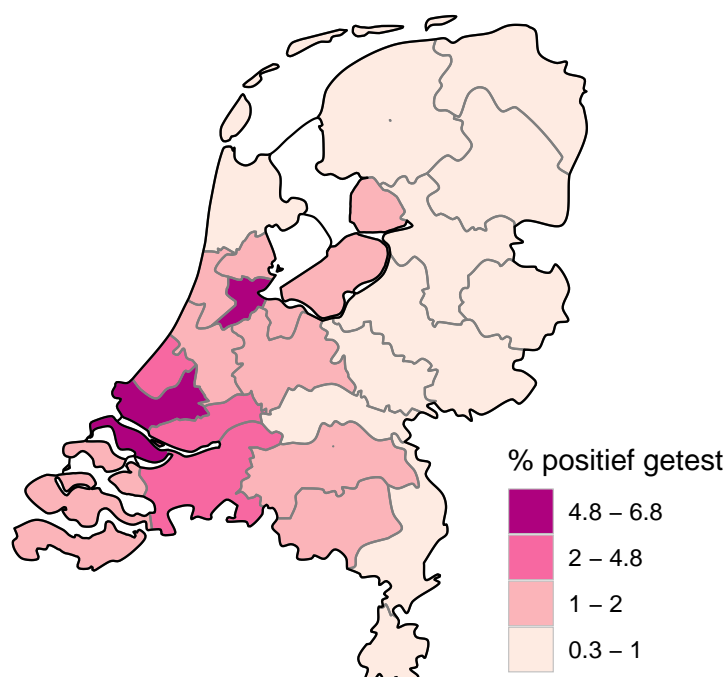 % positief getest
4.8 – 6.8
2 – 4.8
1 – 2
0.3 – 1